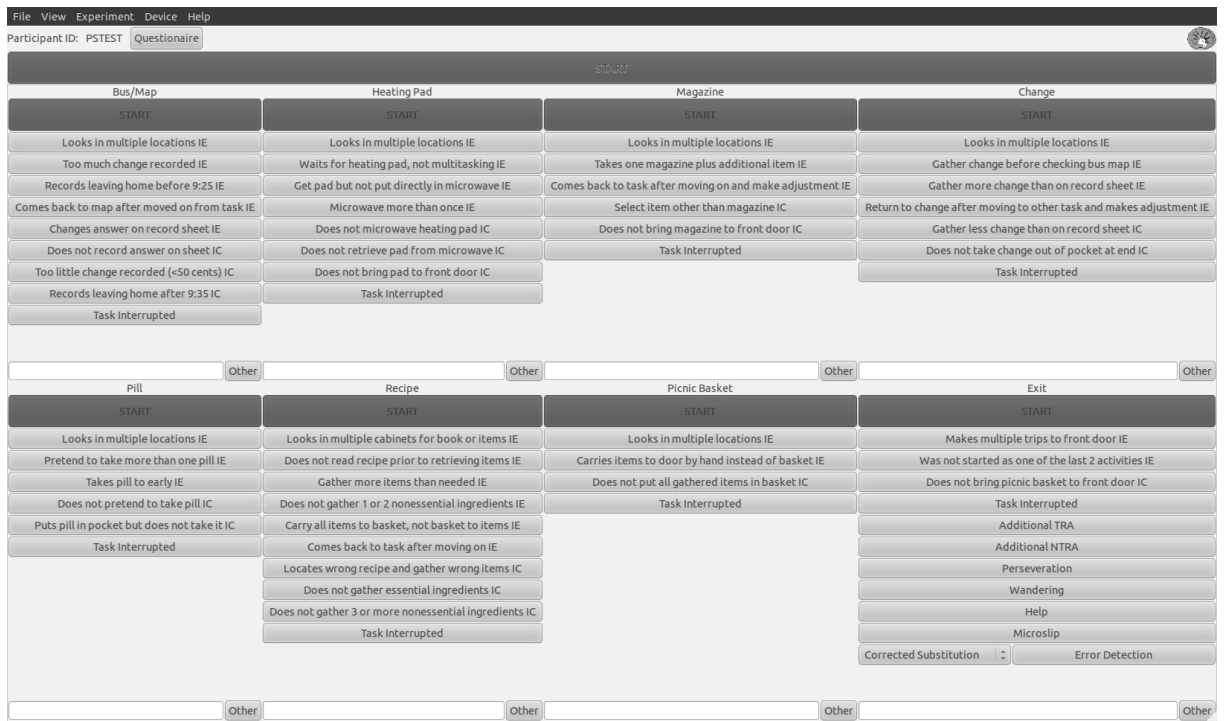 File View Experiment Device Help
Participant ID: PSTEST Questionaire
START
Bus/Map
START
Looks in multiple locations IE
Too much change recorded IE
Records leaving home before 9:25 IE
Comes back to map after moved on from task IE
Changes answer on record sheet IE
Does not record answer on sheet IC
Too little change recorded (<50 cents) IC
Records leaving home after 9:35 IC
Task Interrupted
Other
Heating Pad
START
Looks in multiple locations IE
Waits for heating pad, not multitasking IE
Get pad but not put directly in microwave IE
Microwave more than once IE
Does not microwave heating pad IC
Does not retrieve pad from microwave IC
Does not bring pad to front door IC
Task Interrupted
Other
Magazine
START
Looks in multiple locations IE
Takes one magazine plus additional item IE
Comes back to task after moving on and make adjustment IE
Select item other than magazine IC
Does not bring magazine to front door IC
Task Interrupted
Other
Change
START
Looks in multiple locations IE
Gather change before checking bus map IE
Gather more change than on record sheet IE
Return to change after moving to other task and makes adjustment IE
Gather less change than on record sheet IC
Does not take change out of pocket at end IC
Task Interrupted
Other
Pill
START
Looks in multiple locations IE
Pretend to take more than one pill IE
Takes pill to early IE
Does not pretend to take pill IC
Puts pill in pocket but does not take it IC
Task Interrupted
Other
Recipe
START
Looks in multiple cabinets for book or items IE
Does not read recipe prior to retrieving items IE
Gather more items than needed IE
Does not gather 1 or 2 nonessential ingredients IE
Carry all items to basket, not basket to items IE
Comes back to task after moving on IE
Locates wrong recipe and gather wrong items IC
Does not gather essential ingredients IC
Does not gather 3 or more nonessential ingredients IC
Task Interrupted
Other
Picnic Basket
START
Looks in multiple locations IE
Carries items to door by hand instead of basket IE
Does not put all gathered items in basket IC
Task Interrupted
Other
Exit
START
Makes multiple trips to front door IE
Was not started as one of the last 2 activities IE
Does not bring picnic basket to front door IC
Task Interrupted
Additional TRA
Additional NTRA
Perseveration
Wandering
Help
Microslip
Corrected Substitution Error Detection
Other